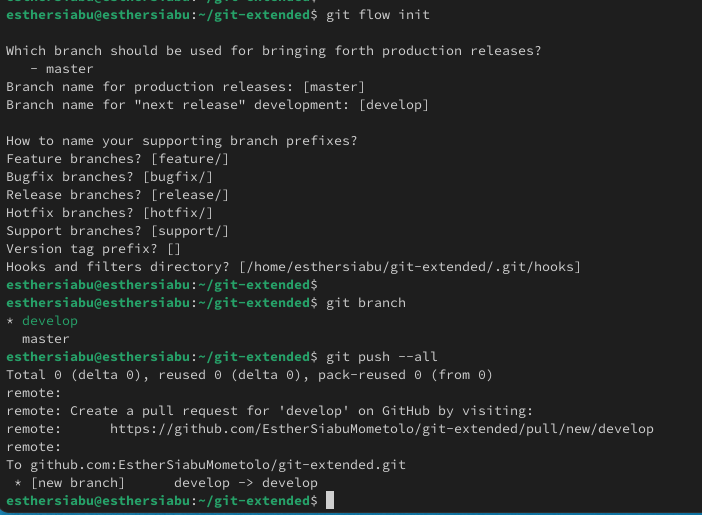 esthersiabu@esthersiabu:~/git-extended$ git flow init

Which branch should be used for bringing forth production releases?
   - master
Branch name for production releases: [master]
Branch name for "next release" development: [develop]

How to name your supporting branch prefixes?
Feature branches? [feature/]
Bugfix branches? [bugfix/]
Release branches? [release/]
Hotfix branches? [hotfix/]
Support branches? [support/]
Version tag prefix? []
Hooks and filters directory? [/home/esthersiabu/git-extended/.git/hooks]
esthersiabu@esthersiabu:~/git-extended$
esthersiabu@esthersiabu:~/git-extended$ git branch
* develop
  master
esthersiabu@esthersiabu:~/git-extended$ git push --all
Total 0 (delta 0), reused 0 (delta 0), pack-reused 0 (from 0)
remote:
remote: Create a pull request for 'develop' on GitHub by visiting:
remote:      https://github.com/EstherSiabuMometolo/git-extended/pull/new/develop
remote:
To github.com:EstherSiabuMometolo/git-extended.git
 * [new branch]      develop -> develop
esthersiabu@esthersiabu:~/git-extended$